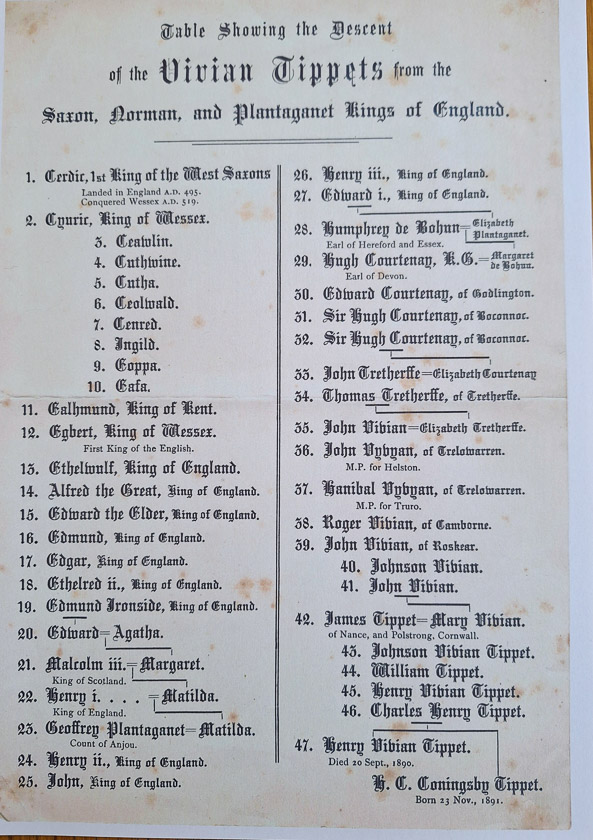 Table Showing the Descent
of the Vivian Tippets from the
Saxon, Norman, and Plantaganet Kings of England.
1. Cerdic, 1st King of the West Saxons
Landed in England A.D. 495.
Conquered Wessex A.D. 519.
2. Cynric, King of Wessex.
3. Ceawlin.
4. Cuthwine.
5. Cutha.
6. Ceolwald.
7. Cenred.
8. Ingild.
9. Eoppa.
10. Eafa.
11. Ealhmund, King of Kent.
12. Egbert, King of Wessex.
First King of the English.
13. Ethelwulf, King of England.
14. Alfred the Great, King of England.
15. Edward the Elder, King of England.
16. Edmund, King of England.
17. Edgar, King of England.
18. Ethelred ii., King of England.
19. Edmund Ironside, King of England.
20. Edward=Agatha.
21. Malcolm iii.=Margaret.
King of Scotland.
22. Henry i. . . . . =Matilda.
King of England.
23. Geoffrey Plantaganet=Matilda.
Count of Anjou.
24. Henry ii., King of England.
25. John, King of England.
26. Henry iii., King of England.
27. Edward i., King of England.
28. Humphrey de Bohun=Elizabeth Plantaganet.
Earl of Hereford and Essex.
29. Hugh Courtenay, K.G.=Margaret de Bohun.
Earl of Devon.
30. Edward Courtenay, of Godlington.
31. Sir Hugh Courtenay, of Boconnoc.
32. Sir Hugh Courtenay, of Boconnoc.
33. John Tretherffe=Elizabeth Courtenay
34. Thomas Tretherffe, of Tretherffe.
35. John Vivian=Elizabeth Tretherffe.
36. John Vyvyan, of Trelowarren.
M.P. for Helston.
37. Hanibal Vyvyan, of Trelowarren.
M.P. for Truro.
38. Roger Vivian, of Camborne.
39. John Vivian, of Roskear.
40. Johnson Vivian.
41. John Vivian.
42. James Tippet=Mary Vivian.
of Nance, and Polstrong, Cornwall.
43. Johnson Vivian Tippet.
44. William Tippet.
45. Henry Vivian Tippet.
46. Charles Henry Tippet.
47. Henry Vivian Tippet.
Died 20 Sept., 1890.
H. C. Coningsby Tippet.
Born 23 Nov., 1891.